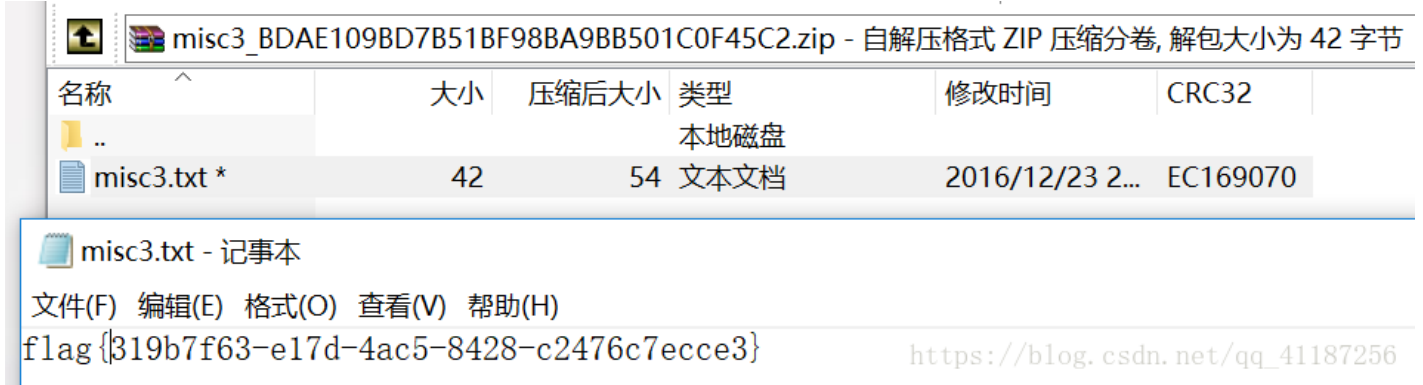 misc3_BDAE109BD7B51BF98BA9BB501C0F45C2.zip - 自解压格式 ZIP 压缩分卷, 解包大小为 42 字节
名称 大小 压缩后大小 类型 修改时间 CRC32
.. 本地磁盘
misc3.txt * 42 54 文本文档 2016/12/23 2... EC169070
misc3.txt - 记事本
文件(F) 编辑(E) 格式(O) 查看(V) 帮助(H)
flag{319b7f63-e17d-4ac5-8428-c2476c7ecce3}
https://blog.csdn.net/qq_41187256